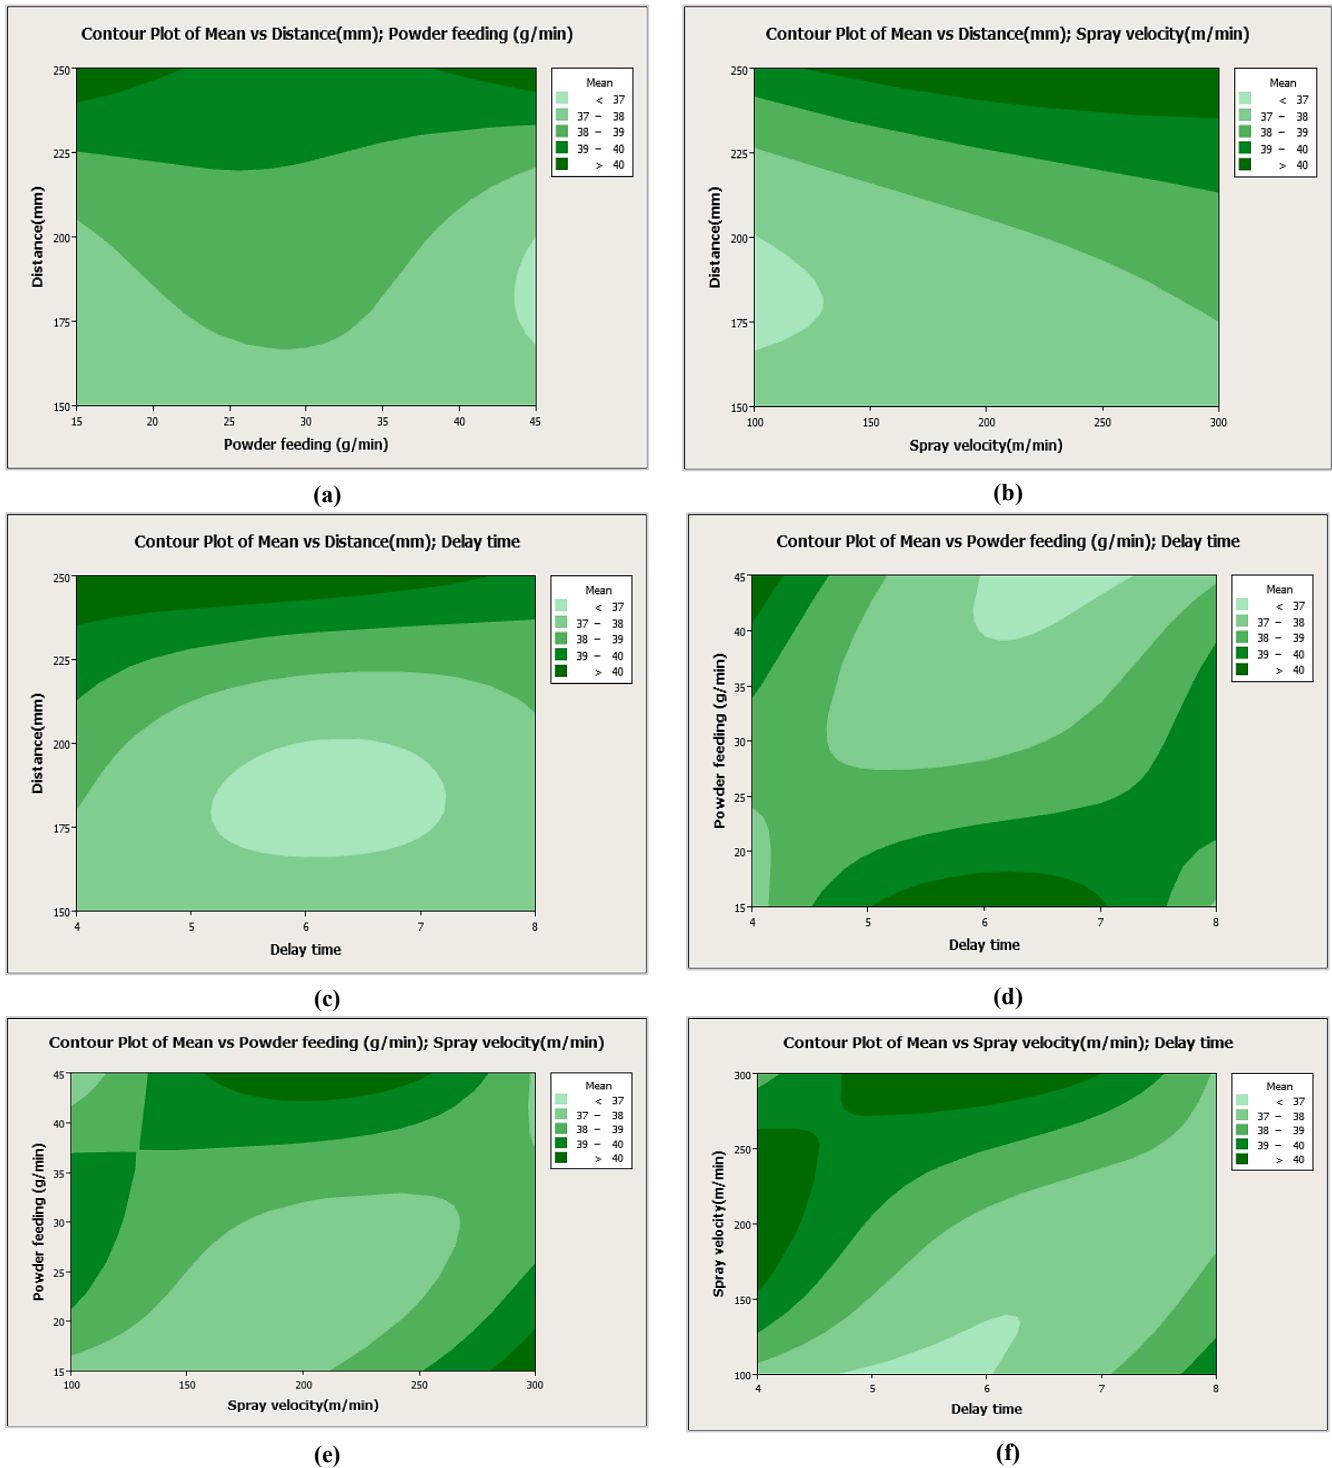 Contour Plot of Mean vs Distance(mm); Powder feeding (g/min)
Distance(mm)
250
225
200
175
150
15 20 25 30 35 40 45
Powder feeding (g/min)
Mean
< 37
37 – 38
38 – 39
39 – 40
> 40
(a)
Contour Plot of Mean vs Distance(mm); Spray velocity(m/min)
Distance(mm)
250
225
200
175
150
100 150 200 250 300
Spray velocity(m/min)
Mean
< 37
37 – 38
38 – 39
39 – 40
> 40
(b)
Contour Plot of Mean vs Distance(mm); Delay time
Distance(mm)
250
225
200
175
150
4 5 6 7 8
Delay time
Mean
< 37
37 – 38
38 – 39
39 – 40
> 40
(c)
Contour Plot of Mean vs Powder feeding (g/min); Delay time
Powder feeding (g/min)
45
40
35
30
25
20
15
4 5 6 7 8
Delay time
Mean
< 37
37 – 38
38 – 39
39 – 40
> 40
(d)
Contour Plot of Mean vs Powder feeding (g/min); Spray velocity(m/min)
Powder feeding (g/min)
45
40
35
30
25
20
15
100 150 200 250 300
Spray velocity(m/min)
Mean
< 37
37 – 38
38 – 39
39 – 40
> 40
(e)
Contour Plot of Mean vs Spray velocity(m/min); Delay time
Spray velocity(m/min)
300
250
200
150
100
4 5 6 7 8
Delay time
Mean
< 37
37 – 38
38 – 39
39 – 40
> 40
(f)